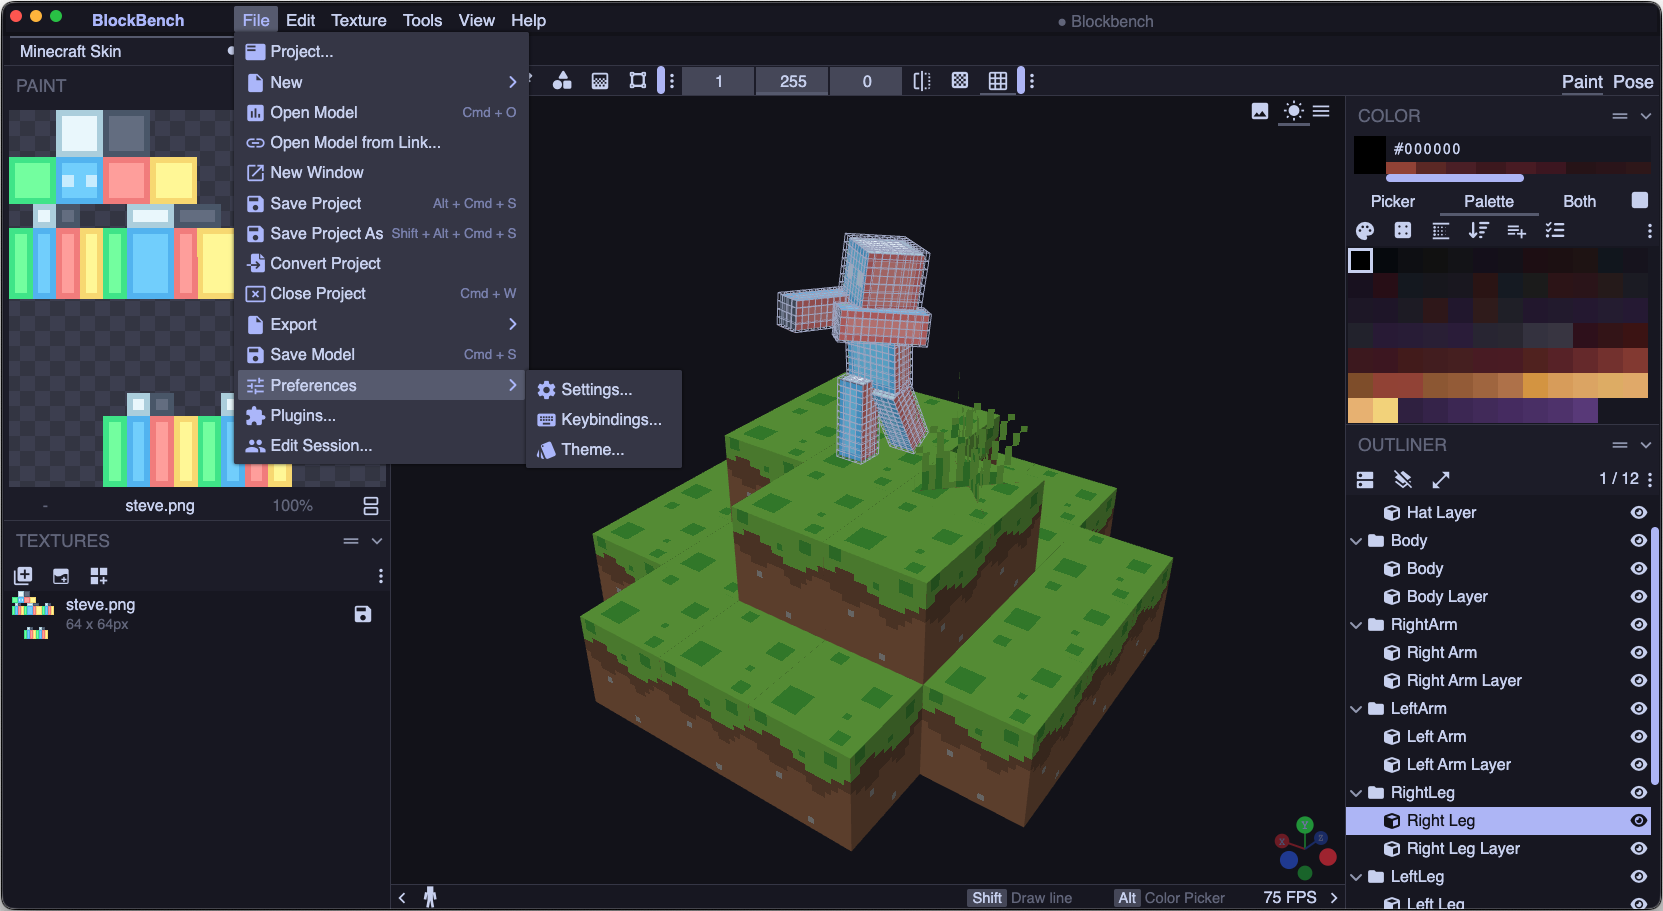 BlockBench
File Edit Texture Tools View Help
Blockbench
Minecraft Skin
PAINT
Project...
New
Open Model Cmd + O
Open Model from Link...
New Window
Save Project Alt + Cmd + S
Save Project As Shift + Alt + Cmd + S
Convert Project
Close Project Cmd + W
Export
Save Model Cmd + S
Preferences
Plugins...
Edit Session...
Settings...
Keybindings...
Theme...
1 255 0
Paint Pose
- steve.png 100%
TEXTURES
steve.png
64 x 64px
COLOR
#000000
Picker Palette Both
OUTLINER
1 / 12
Hat Layer
Body
Body
Body Layer
RightArm
Right Arm
Right Arm Layer
LeftArm
Left Arm
Left Arm Layer
RightLeg
Right Leg
Right Leg Layer
LeftLeg
Left Leg
Y
X Z
Shift Draw line Alt Color Picker 75 FPS